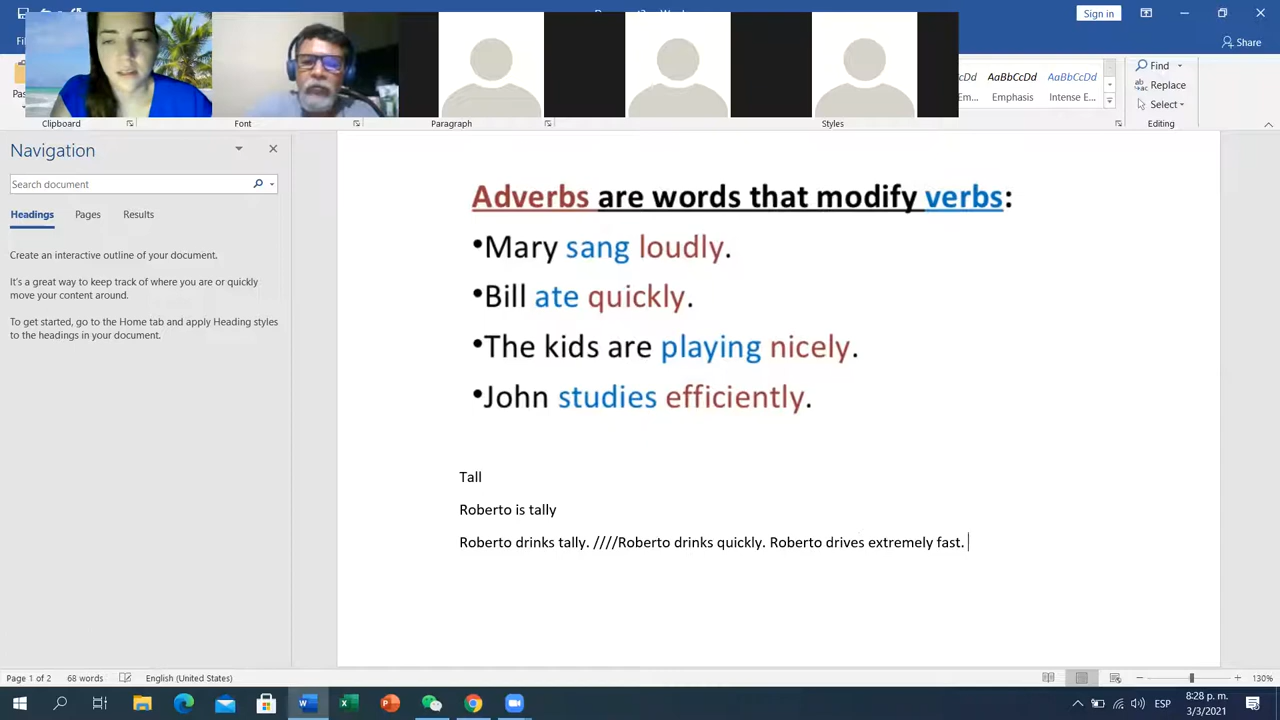 Sign in
Share
Find
AaBbCcDd
AaBbCcDd
Replace
Em...
Emphasis
Intense E...
Select
Clipboard
Font
Paragraph
Styles
Editing
Navigation
Search document
Headings
Pages
Results
Create an interactive outline of your document.
It's a great way to keep track of where you are or quickly
move your content around.
To get started, go to the Home tab and apply Heading styles
to the headings in your document.
Adverbs are words that modify verbs:
•Mary sang loudly.
•Bill ate quickly.
•The kids are playing nicely.
•John studies efficiently.
Tall
Roberto is tally
Roberto drinks tally. ////Roberto drinks quickly. Roberto drives extremely fast.
Page 1 of 2
68 words
English (United States)
130%
ESP
8:28 p. m.
3/3/2021